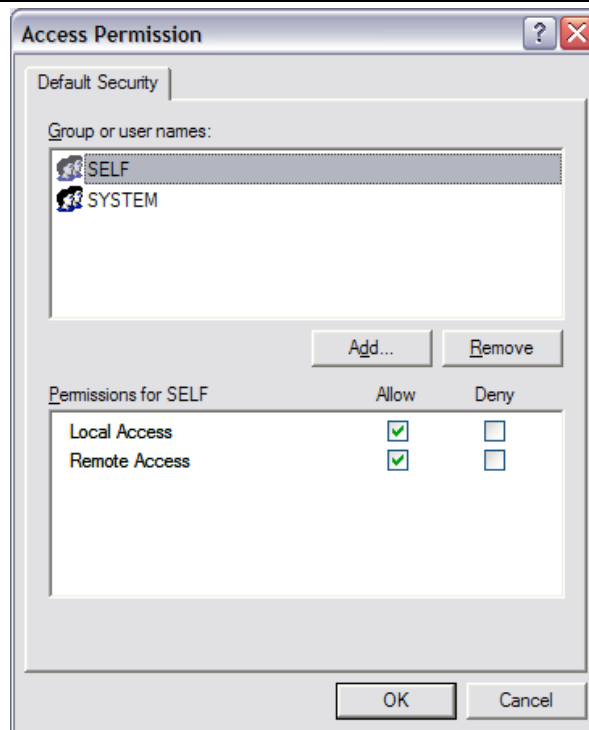 Access Permission
Default Security
Group or user names:
SELF
SYSTEM
Add... Remove
Permissions for SELF Allow Deny
Local Access
Remote Access
OK Cancel